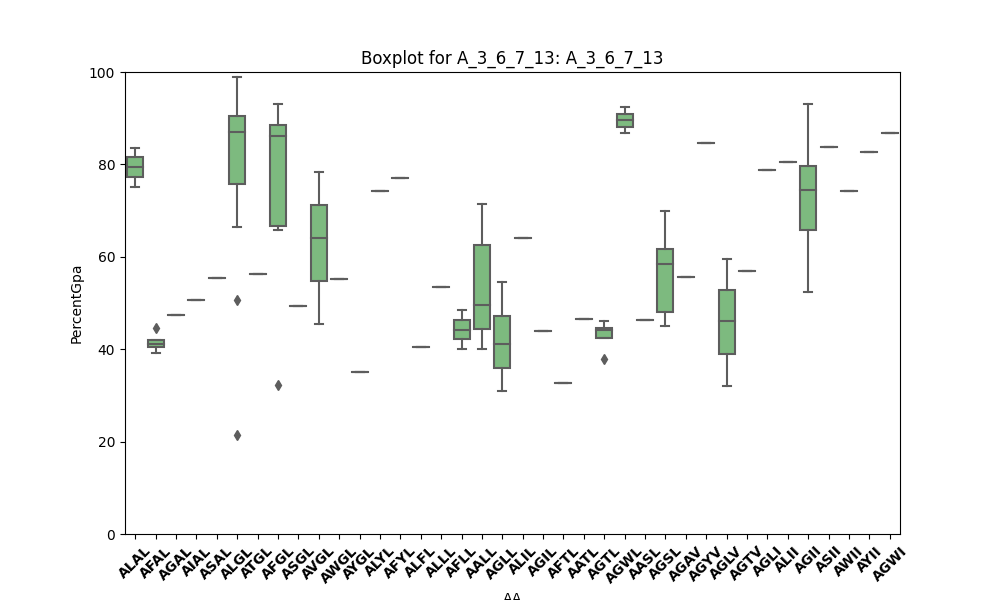 Boxplot for A_3_6_7_13: A_3_6_7_13
100
80
60
40
20
0
PercentGpa
ALAL AFAL AGAL AIAL ASAL ALGL ATGL AFGL ASGL AVGL AWGL AYGL ALYL AFYL ALFL ALLL AFLL AALL AGLL ALIL AGIL AFTL AATL AGTL AGWL AASL AGSL AGAV AGYV AGLV AGTV AGLI ALII AGII ASII AWII AYII AGWI
AA